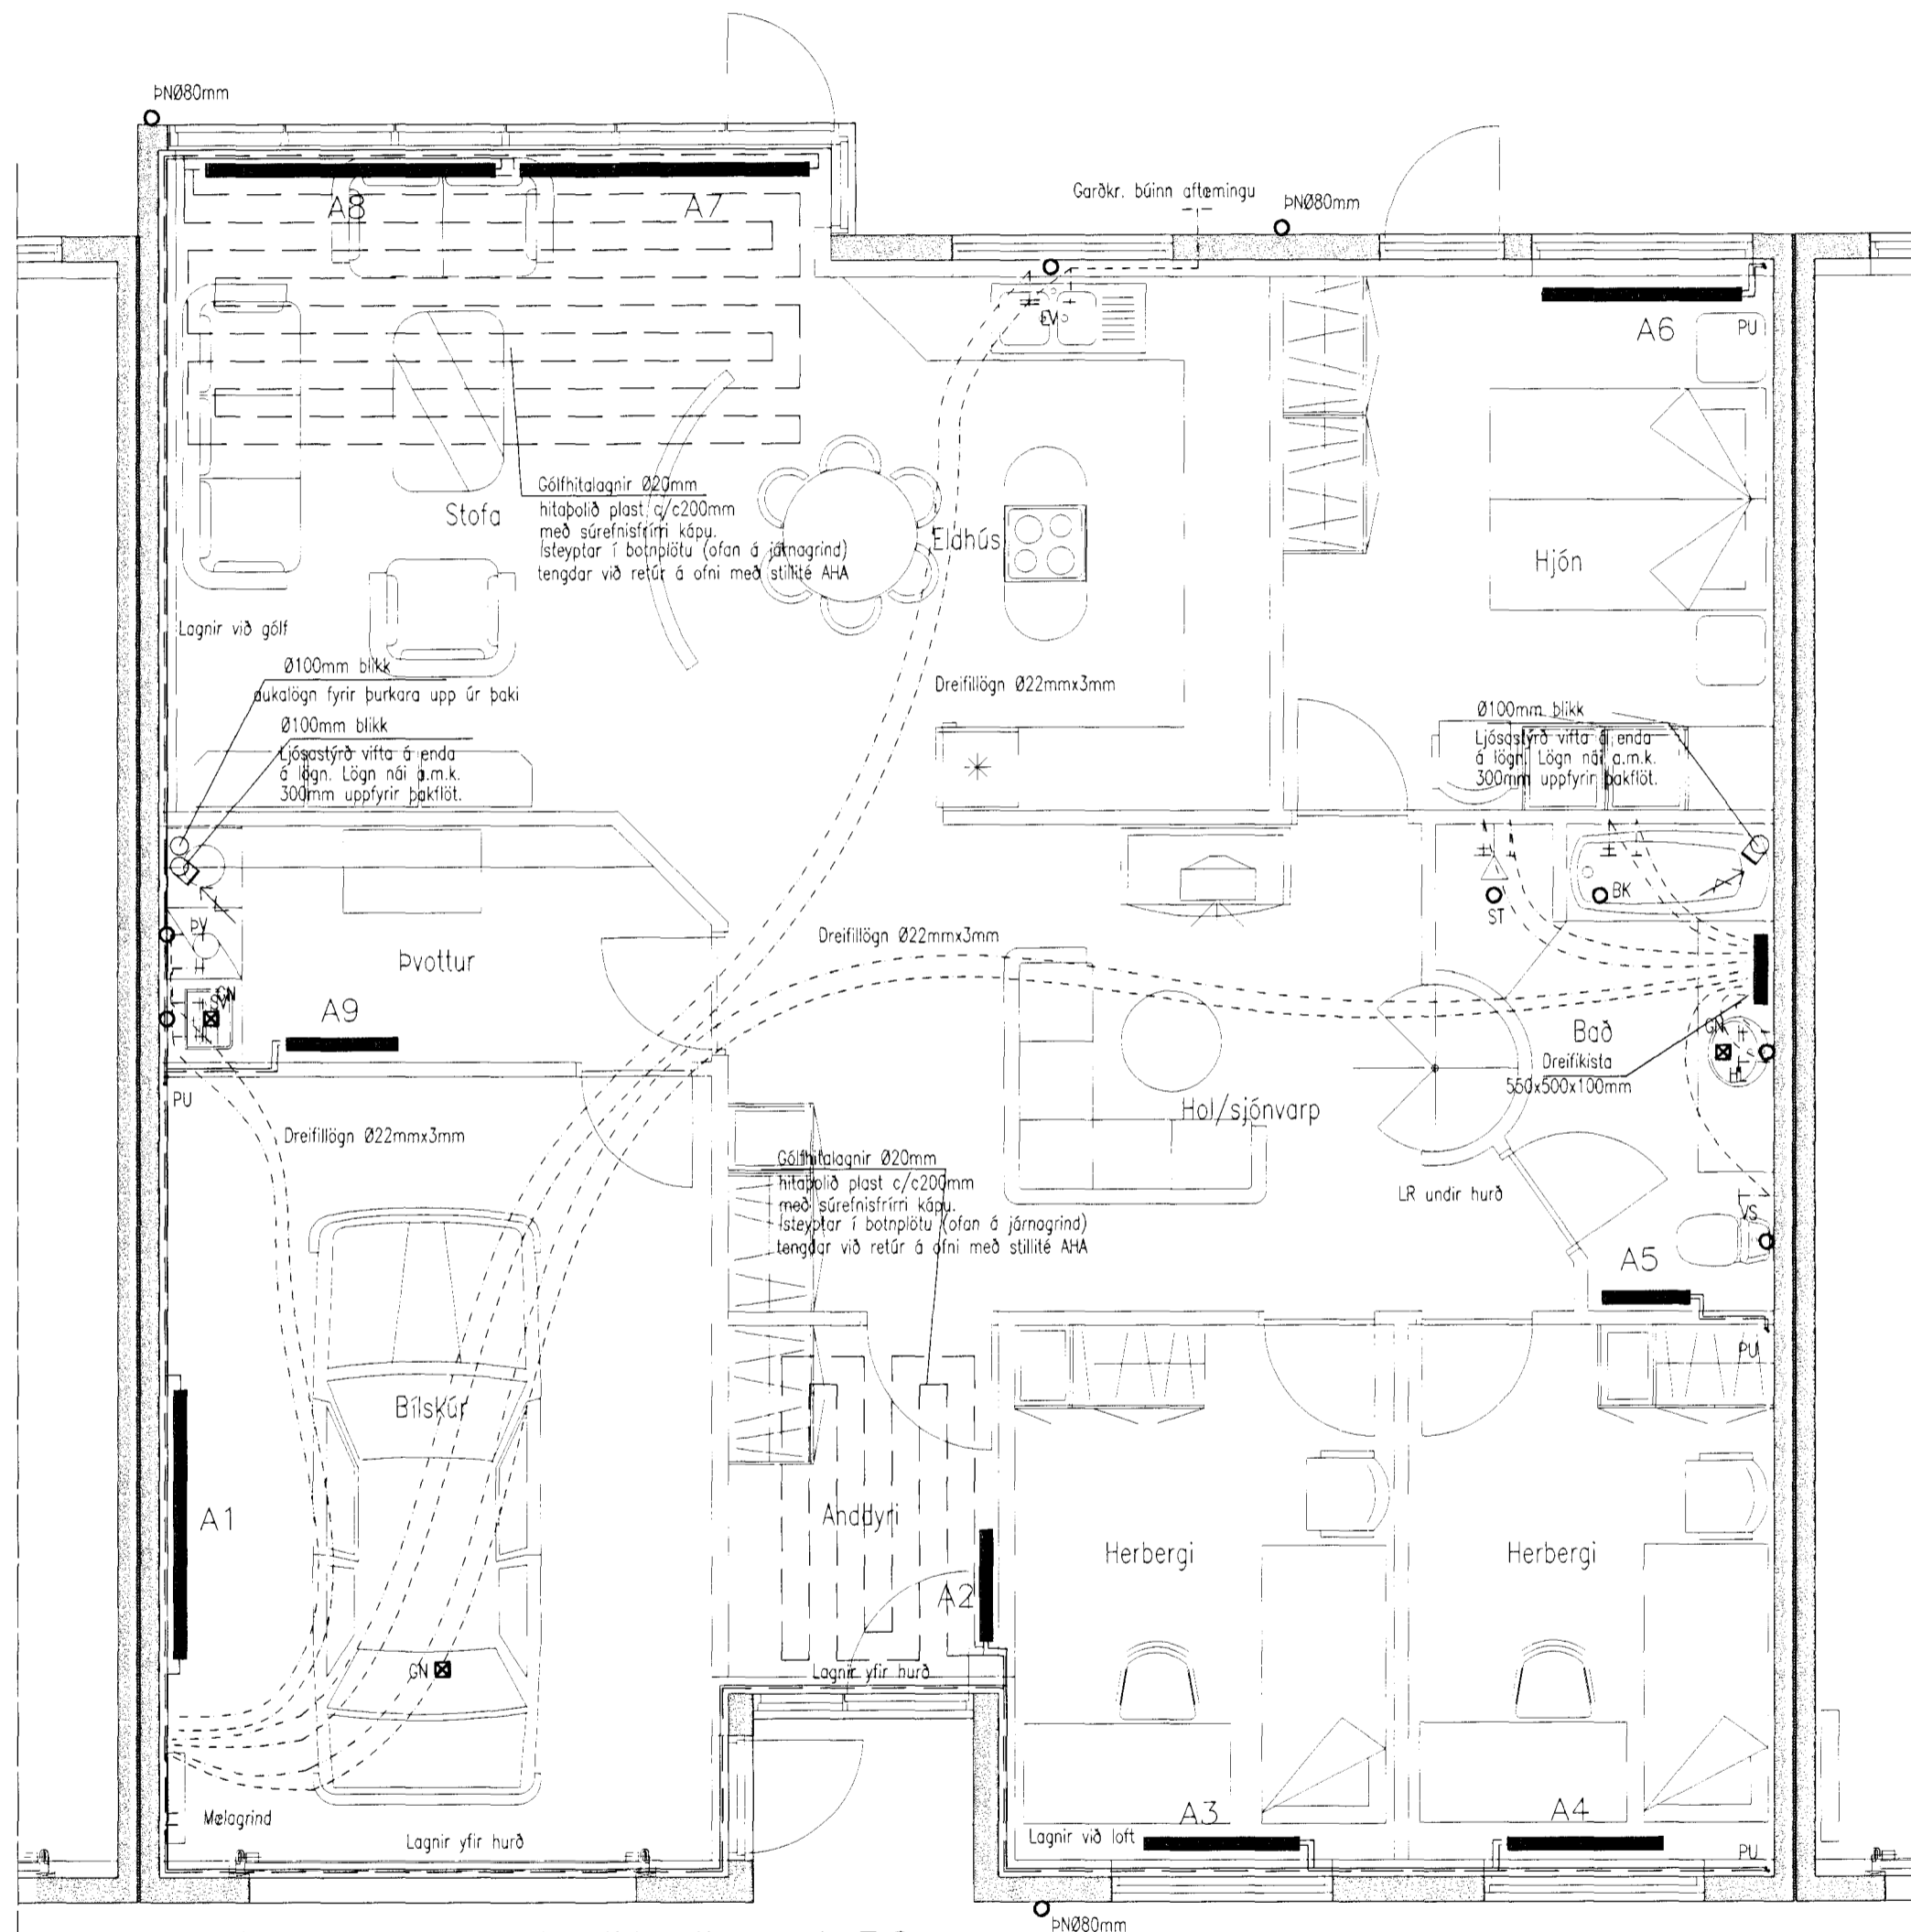 ÞNØ80mm
Garðkr. búinn aftæmingu
ÞNØ80mm
A8
A7
EV
A6
PU
Gólfhitalagnir Ø20mm
hitaþolið plast c/c200mm
með súrefnisfrírri kápu.
Ísteyptar í botnplötu (ofan á járnagrind)
tengdar við retúr á ofni með stillité AHA
Stofa
Eldhús
Hjón
Lagnir við gólf
Ø100mm blikk
aukalögn fyrir þurkara upp úr þaki
Ø100mm blikk
Ljósastýrð vifta á enda
á lögn. Lögn nái a.m.k.
300mm uppfyrir þakflöt.
Dreifillögn Ø22mmx3mm
Ø100mm blikk
Ljósastýrð vifta á enda
á lögn. Lögn nái a.m.k.
300mm uppfyrir þakflöt.
BK
ST
ÞV
Þvottur
Dreifillögn Ø22mmx3mm
GN
SV
A9
Bað
GN
HL
Dreifikista
550x500x100mm
PU
Dreifillögn Ø22mmx3mm
Hol/sjónvarp
Gólfhitalagnir Ø20mm
hitaþolið plast c/c200mm
með súrefnisfrírri kápu.
Ísteyptar í botnplötu (ofan á járnagrind)
tengdar við retúr á ofni með stillité AHA
LR undir hurð
VS
A5
PU
Bílskúr
A1
Anddyri
Herbergi
Herbergi
A2
GN
Lagnir yfir hurð
Mælagrind
Lagnir yfir hurð
Lagnir við loft
A3
A4
PU
ÞNØ80mm